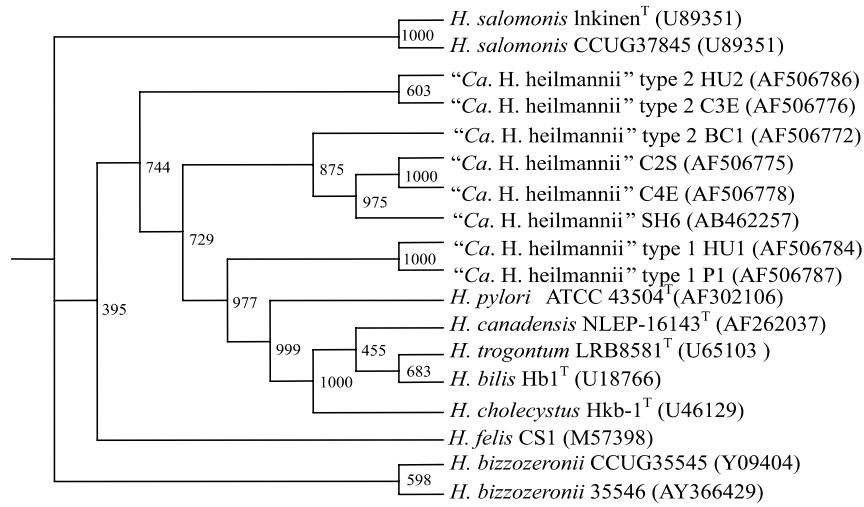 H. salomonis lnkinenT (U89351)
1000
H. salomonis CCUG37845 (U89351)
“Ca. H. heilmannii” type 2 HU2 (AF506786)
603
“Ca. H. heilmannii” type 2 C3E (AF506776)
“Ca. H. heilmannii” type 2 BC1 (AF506772)
744
875
“Ca. H. heilmannii” C2S (AF506775)
1000
“Ca. H. heilmannii” C4E (AF506778)
975
“Ca. H. heilmannii” SH6 (AB462257)
729
“Ca. H. heilmannii” type 1 HU1 (AF506784)
1000
“Ca. H. heilmannii” type 1 P1 (AF506787)
977
H. pylori ATCC 43504T(AF302106)
395
H. canadensis NLEP-16143T (AF262037)
999
455
H. trogontum LRB8581T (U65103 )
683
H. bilis Hb1T (U18766)
1000
H. cholecystus Hkb-1T (U46129)
H. felis CS1 (M57398)
H. bizzozeronii CCUG35545 (Y09404)
598
H. bizzozeronii 35546 (AY366429)